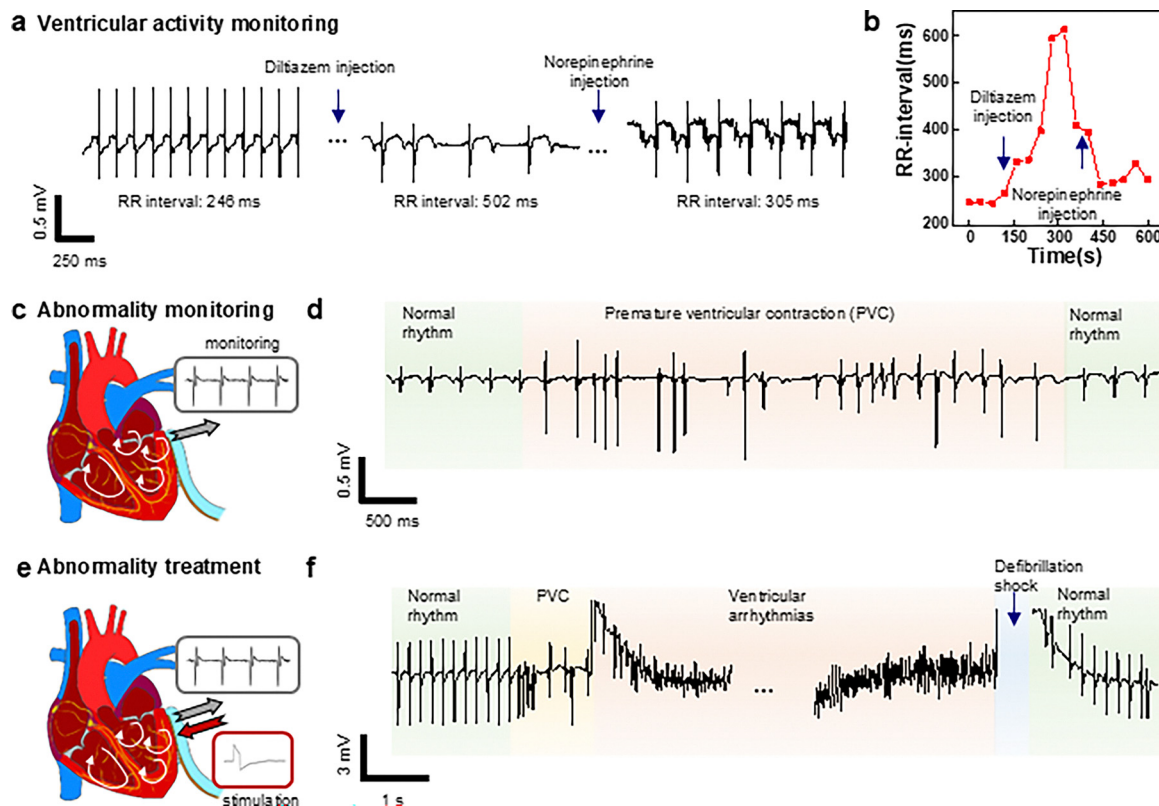 a Ventricular activity monitoring
Diltiazem injection
Norepinephrine
injection
...
...
RR interval: 246 ms
RR interval: 502 ms
RR interval: 305 ms
0.5 mV
250 ms
b
RR-interval(ms)
600
500
400
300
200
Diltiazem
injection
Norepinephrine
injection
0
150
300
450
600
Time(s)
c Abnormality monitoring
monitoring
d
Normal
rhythm
Premature ventricular contraction (PVC)
Normal
rhythm
0.5 mV
500 ms
e Abnormality treatment
stimulation
f
Normal
rhythm
PVC
Ventricular
arrhythmias
...
Defibrillation
shock
Normal
rhythm
3 mV
1 s